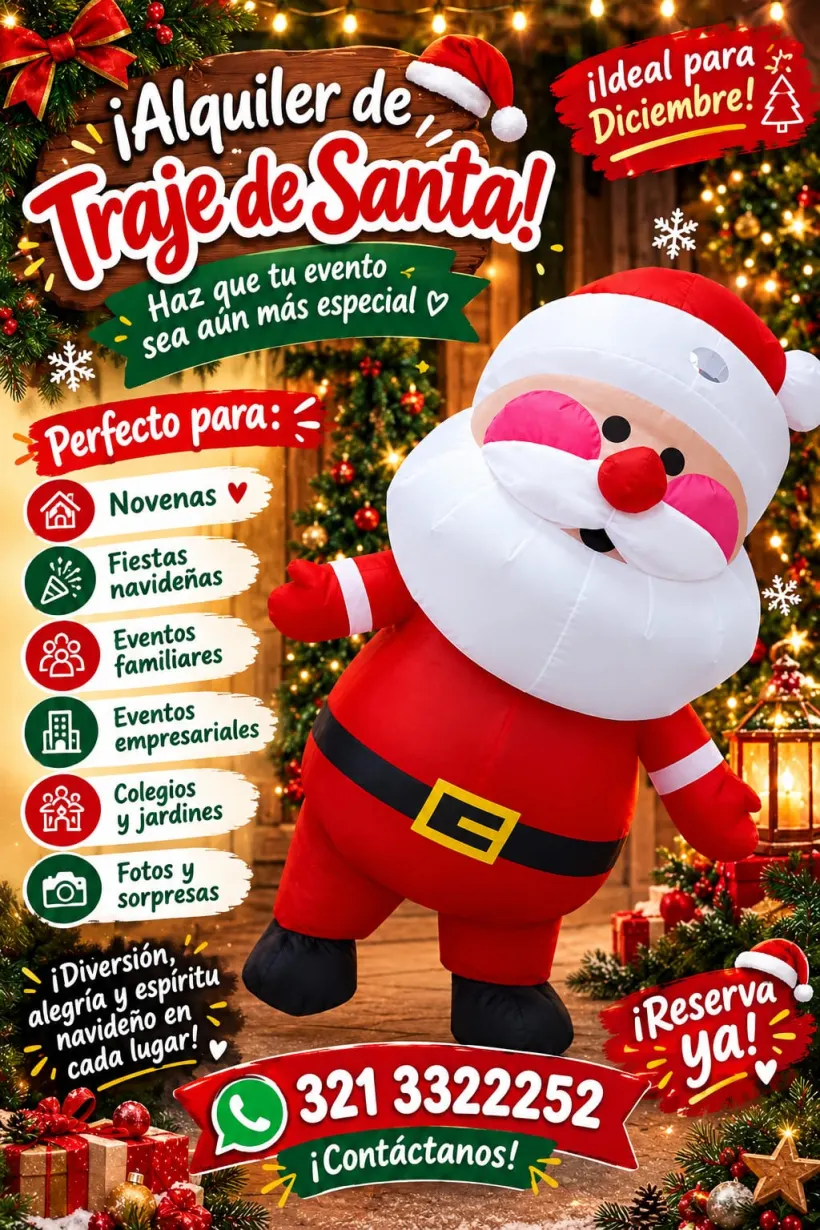 ¡Alquiler de
Traje de Santa!
Haz que tu evento
sea aún más especial
¡Ideal para
Diciembre!
Perfecto para:
Novenas
Fiestas
navideñas
Eventos
familiares
Eventos
empresariales
Colegios
y jardines
Fotos y
sorpresas
¡Diversión,
alegría y espíritu
navideño en
cada lugar!
¡Reserva
ya!
321 3322252
¡Contáctanos!